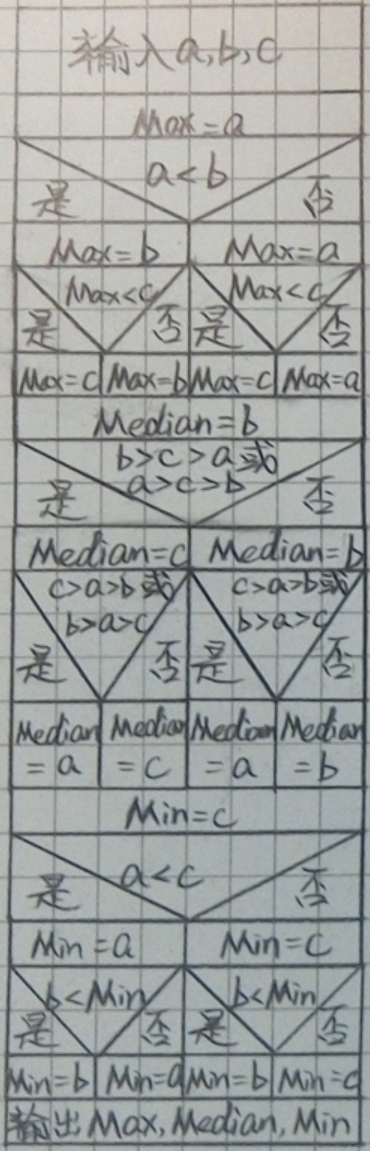 输入a,b,c
Max=a
a<b
是 否
Max=b Max=a
Max<c Max<c
是 否 是 否
Max=c Max=b Max=c Max=a
Median=b
b>c>a或
a>c>b
是 否
Median=c Median=b
c>a>b或 c>a>b或
b>a>c b>a>c
是 否 是 否
Median Median Median Median
=a =c =a =b
Min=c
a<c
是 否
Min=a Min=c
b<Min b<Min
是 否 是 否
Min=b Min=a Min=b Min=c
输出Max,Median,Min